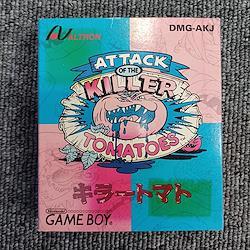 ALTRON
DMG-AKJ
ATTACK
OF THE
KILLER
TOMATOES
キラートマト
Nintendo
GAME BOY